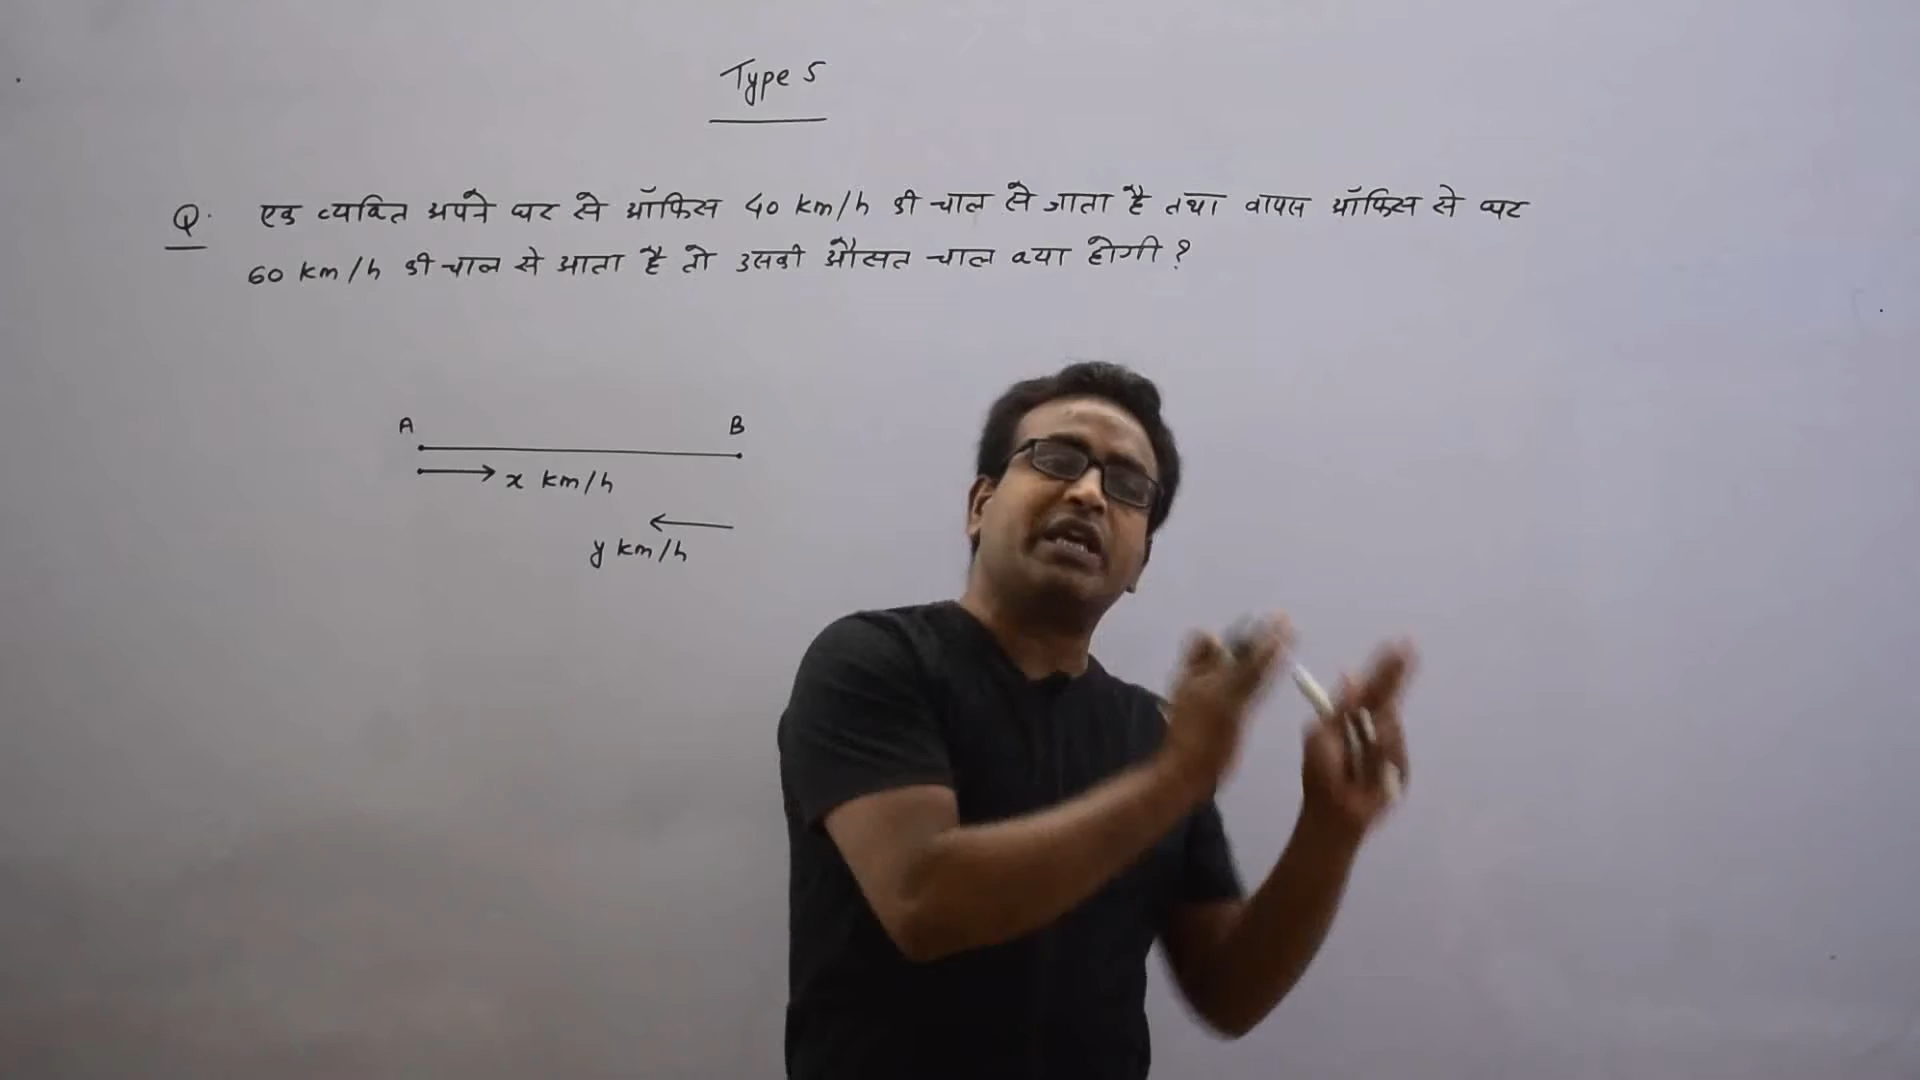 Type 5
Q. एक व्यक्ति अपने घर से ऑफिस 40 km/h की चाल से जाता है तथा वापस ऑफिस से घर
60 km/h की चाल से आता है तो उसकी औसत चाल क्या होगी ?
A B
x km/h
y km/h